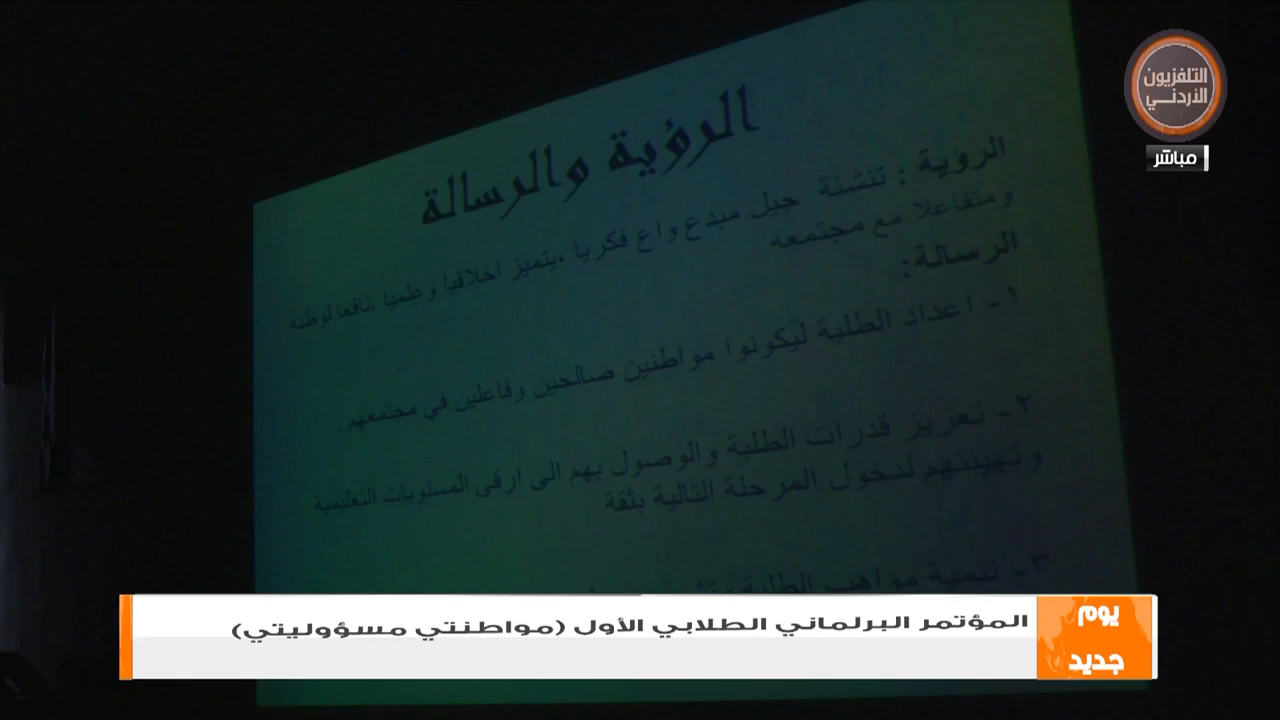 التلفزيون
الأردني
مباشر
الرؤية والرسالة
الرؤية : تنشئة جيل مبدع واع فكريا ،يتميز اخلاقيا وعلميا ،نافعا لوطنه
ومتفاعلا مع مجتمعه
الرسالة:
١- اعداد الطلبة ليكونوا مواطنين صالحين وفاعلين في مجتمعهم .
٢- تعزيز قدرات الطلبة والوصول بهم الى ارقى المستويات التعليمية
وتهيئتهم لدخول المرحلة التالية بثقة
٣- تنمية مواهب الطلبة
المؤتمر البرلماني الطلابي الأول (مواطنتي مسؤوليتي)
يوم
جديد